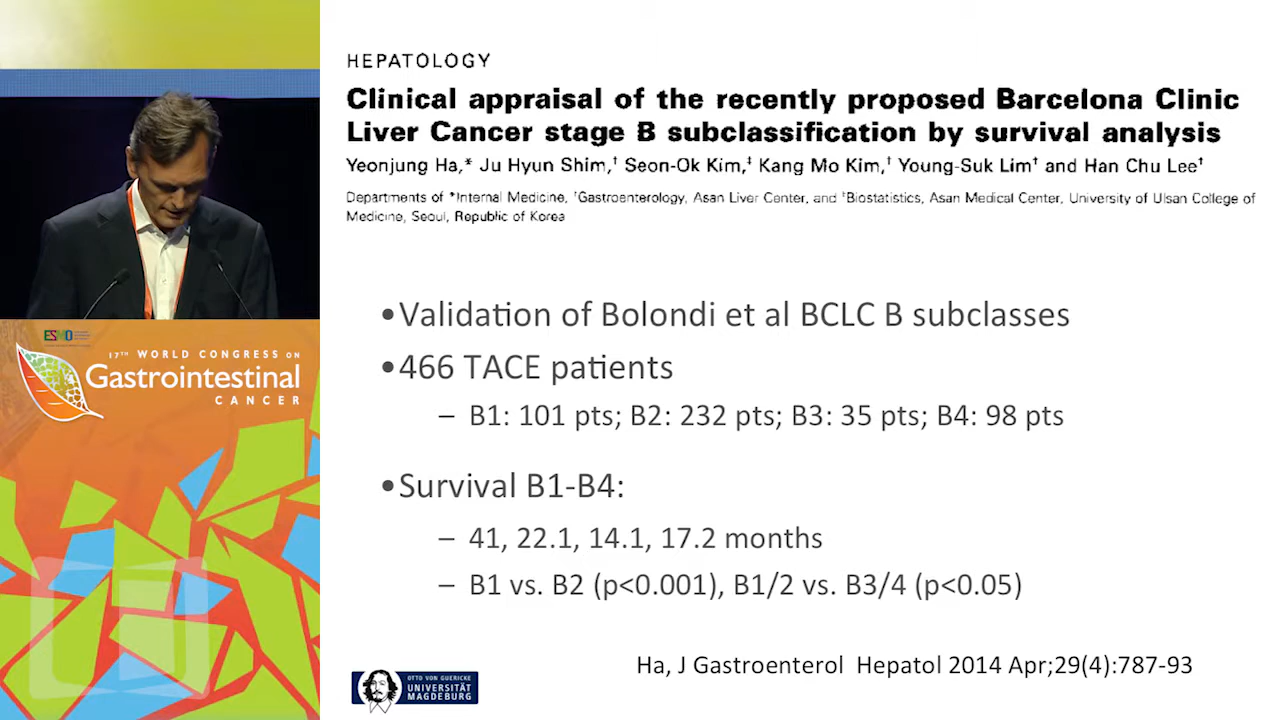 HEPATOLOGY
Clinical appraisal of the recently proposed Barcelona Clinic
Liver Cancer stage B subclassification by survival analysis
Yeonjung Ha,* Ju Hyun Shim,† Seon-Ok Kim,‡ Kang Mo Kim,† Young-Suk Lim† and Han Chu Lee†
Departments of *Internal Medicine, †Gastroenterology, Asan Liver Center, and ‡Biostatistics, Asan Medical Center, University of Ulsan College of
Medicine, Seoul, Republic of Korea
•Validation of Bolondi et al BCLC B subclasses
•466 TACE patients
– B1: 101 pts; B2: 232 pts; B3: 35 pts; B4: 98 pts
•Survival B1-B4:
– 41, 22.1, 14.1, 17.2 months
– B1 vs. B2 (p<0.001), B1/2 vs. B3/4 (p<0.05)
Ha, J Gastroenterol Hepatol 2014 Apr;29(4):787-93
OTTO VON GUERICKE
UNIVERSITÄT
MAGDEBURG
ESMO
17TH WORLD CONGRESS ON
Gastrointestinal
CANCER